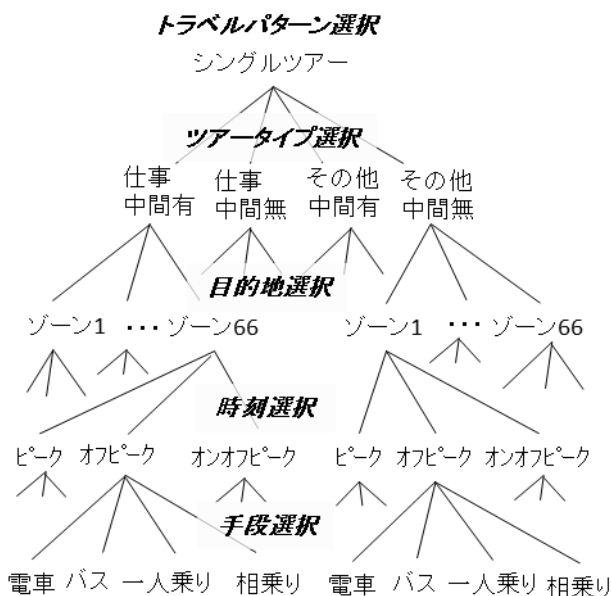 トラベルパターン選択
シングルツアー
ツアータイプ選択
仕事 仕事 その他 その他
中間有 中間無 中間有 中間無
目的地選択
ゾーン1 ・・・ ゾーン66 ゾーン1 ・・・ ゾーン66
時刻選択
ピーク オフピーク オンオフピーク ピーク オフピーク オンオフピーク
手段選択
電車 バス 一人乗り 相乗り 電車 バス 一人乗り 相乗り